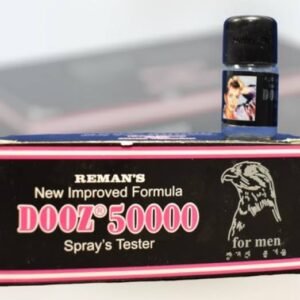 REMAN'S
New Improved Formula
DOOZ® 50000
Spray's Tester
for men